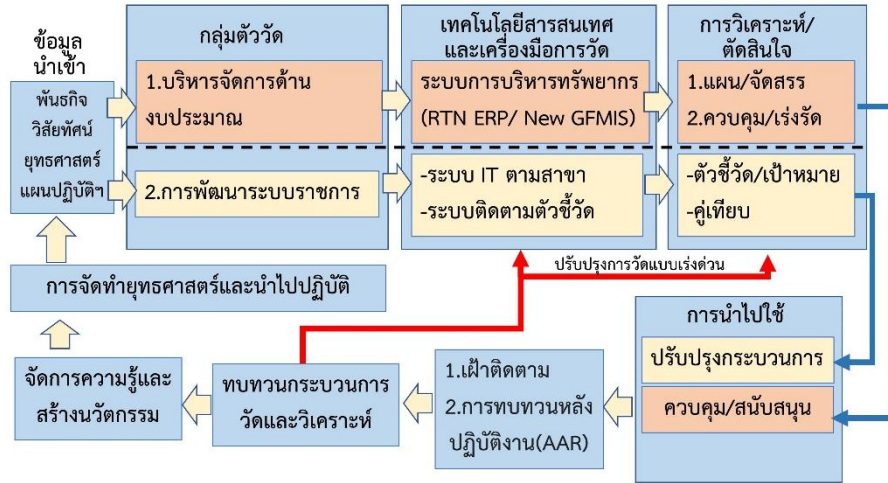 ข้อมูล
นำเข้า
พันธกิจ
วิสัยทัศน์
ยุทธศาสตร์
แผนปฏิบัติฯ
กลุ่มตัววัด
1.บริหารจัดการด้าน
งบประมาณ
2.การพัฒนาระบบราชการ
เทคโนโลยีสารสนเทศ
และเครื่องมือการวัด
ระบบการบริหารทรัพยากร
(RTN ERP/ New GFMIS)
-ระบบ IT ตามสาขา
-ระบบติดตามตัวชี้วัด
การวิเคราะห์/
ตัดสินใจ
1.แผน/จัดสรร
2.ควบคุม/เร่งรัด
-ตัวชี้วัด/เป้าหมาย
-คู่เทียบ
ปรับปรุงการวัดแบบเร่งด่วน
การจัดทำยุทธศาสตร์และนำไปปฏิบัติ
การนำไปใช้
ปรับปรุงกระบวนการ
ควบคุม/สนับสนุน
1.เฝ้าติดตาม
2.การทบทวนหลัง
ปฏิบัติงาน(AAR)
ทบทวนกระบวนการ
วัดและวิเคราะห์
จัดการความรู้และ
สร้างนวัตกรรม